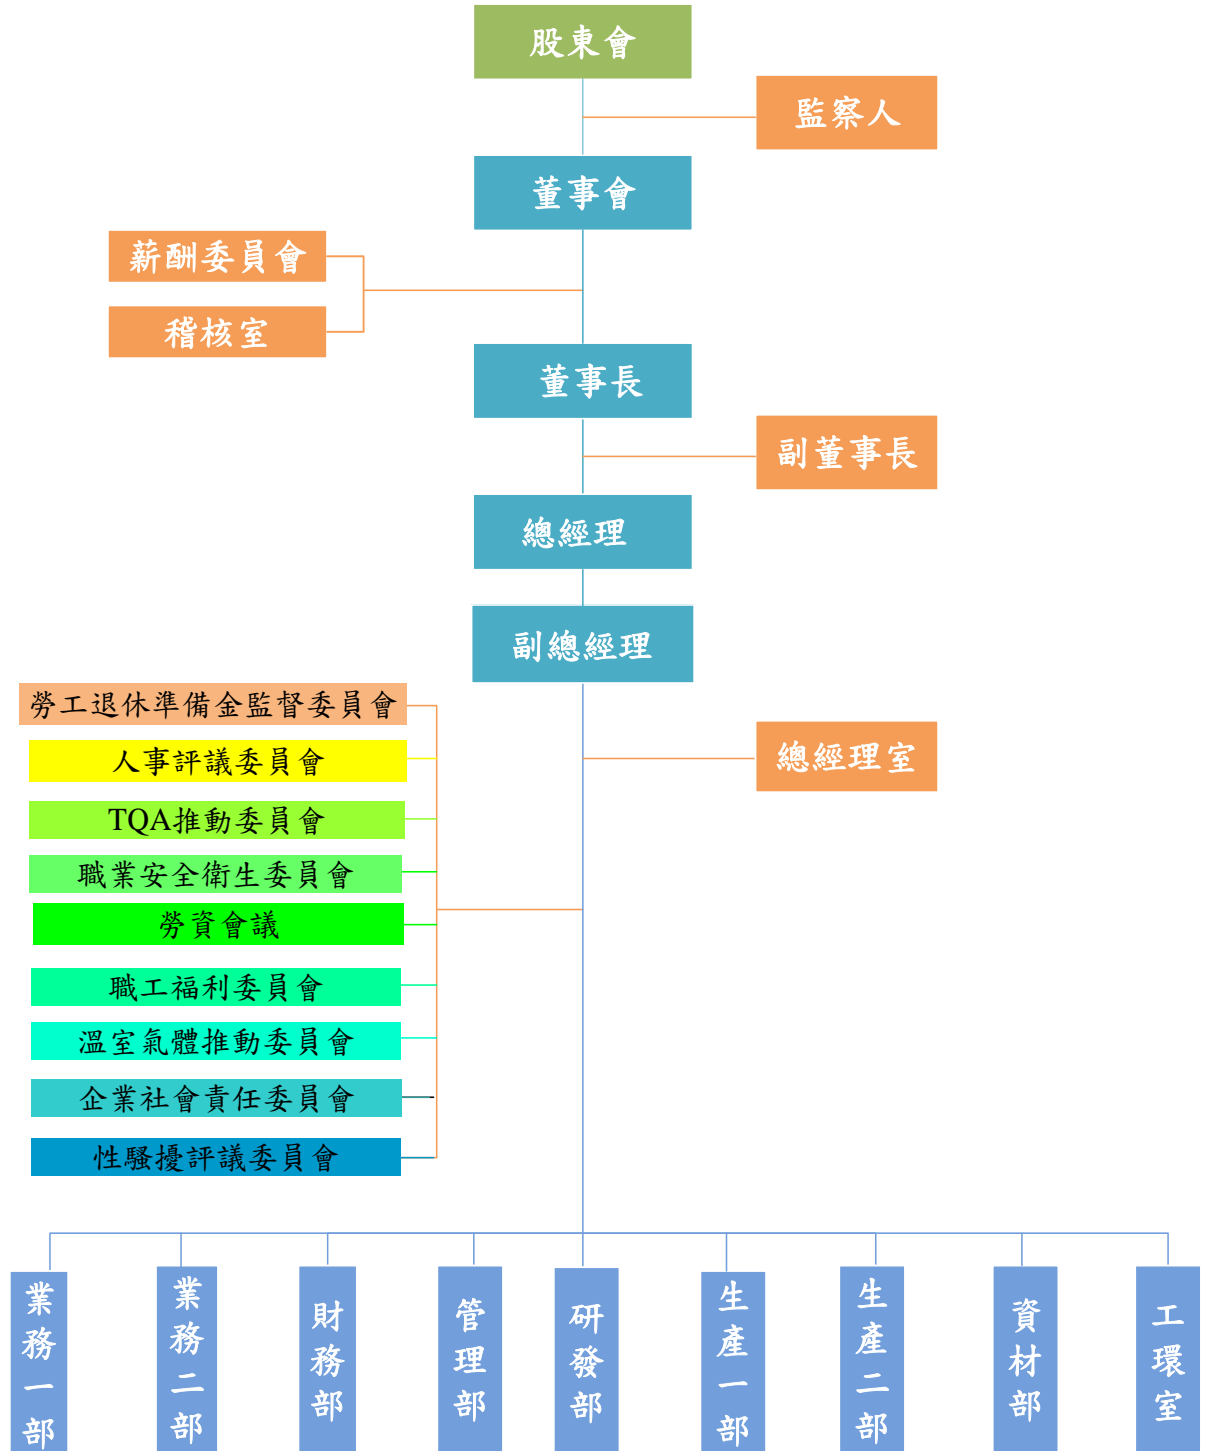 股東會
監察人
董事會
薪酬委員會
稽核室
董事長
副董事長
總經理
副總經理
勞工退休準備金監督委員會
人事評議委員會
總經理室
TQA推動委員會
職業安全衛生委員會
勞資會議
職工福利委員會
溫室氣體推動委員會
企業社會責任委員會
性騷擾評議委員會
業務一部
業務二部
財務部
管理部
研發部
生產一部
生產二部
資材部
工環室